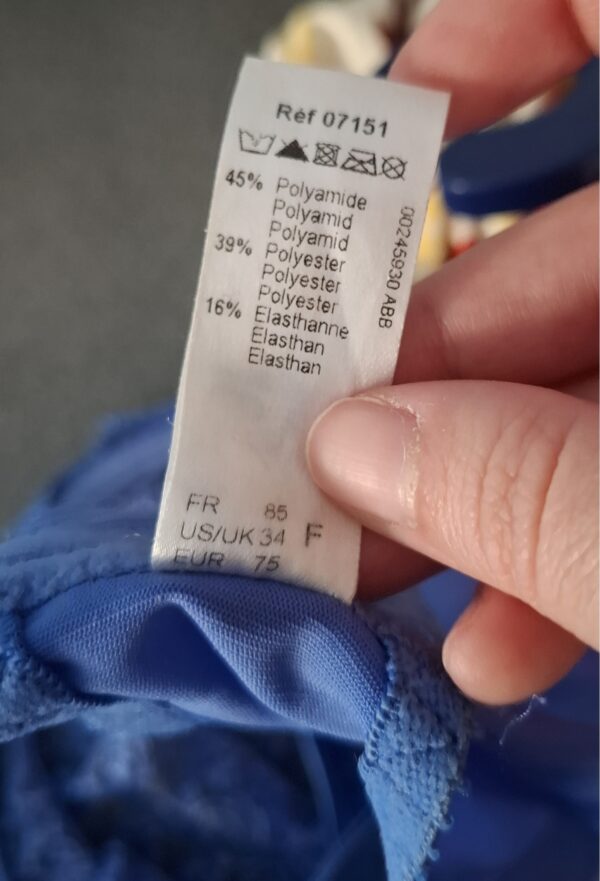 Réf 07151
45% Polyamide
Polyamid
Polyamid
39% Polyester
Polyester
Polyester
16% Elasthanne
Elasthan
Elasthan
00245930 ABB
FR 85
US/UK 34 F
EUR 75